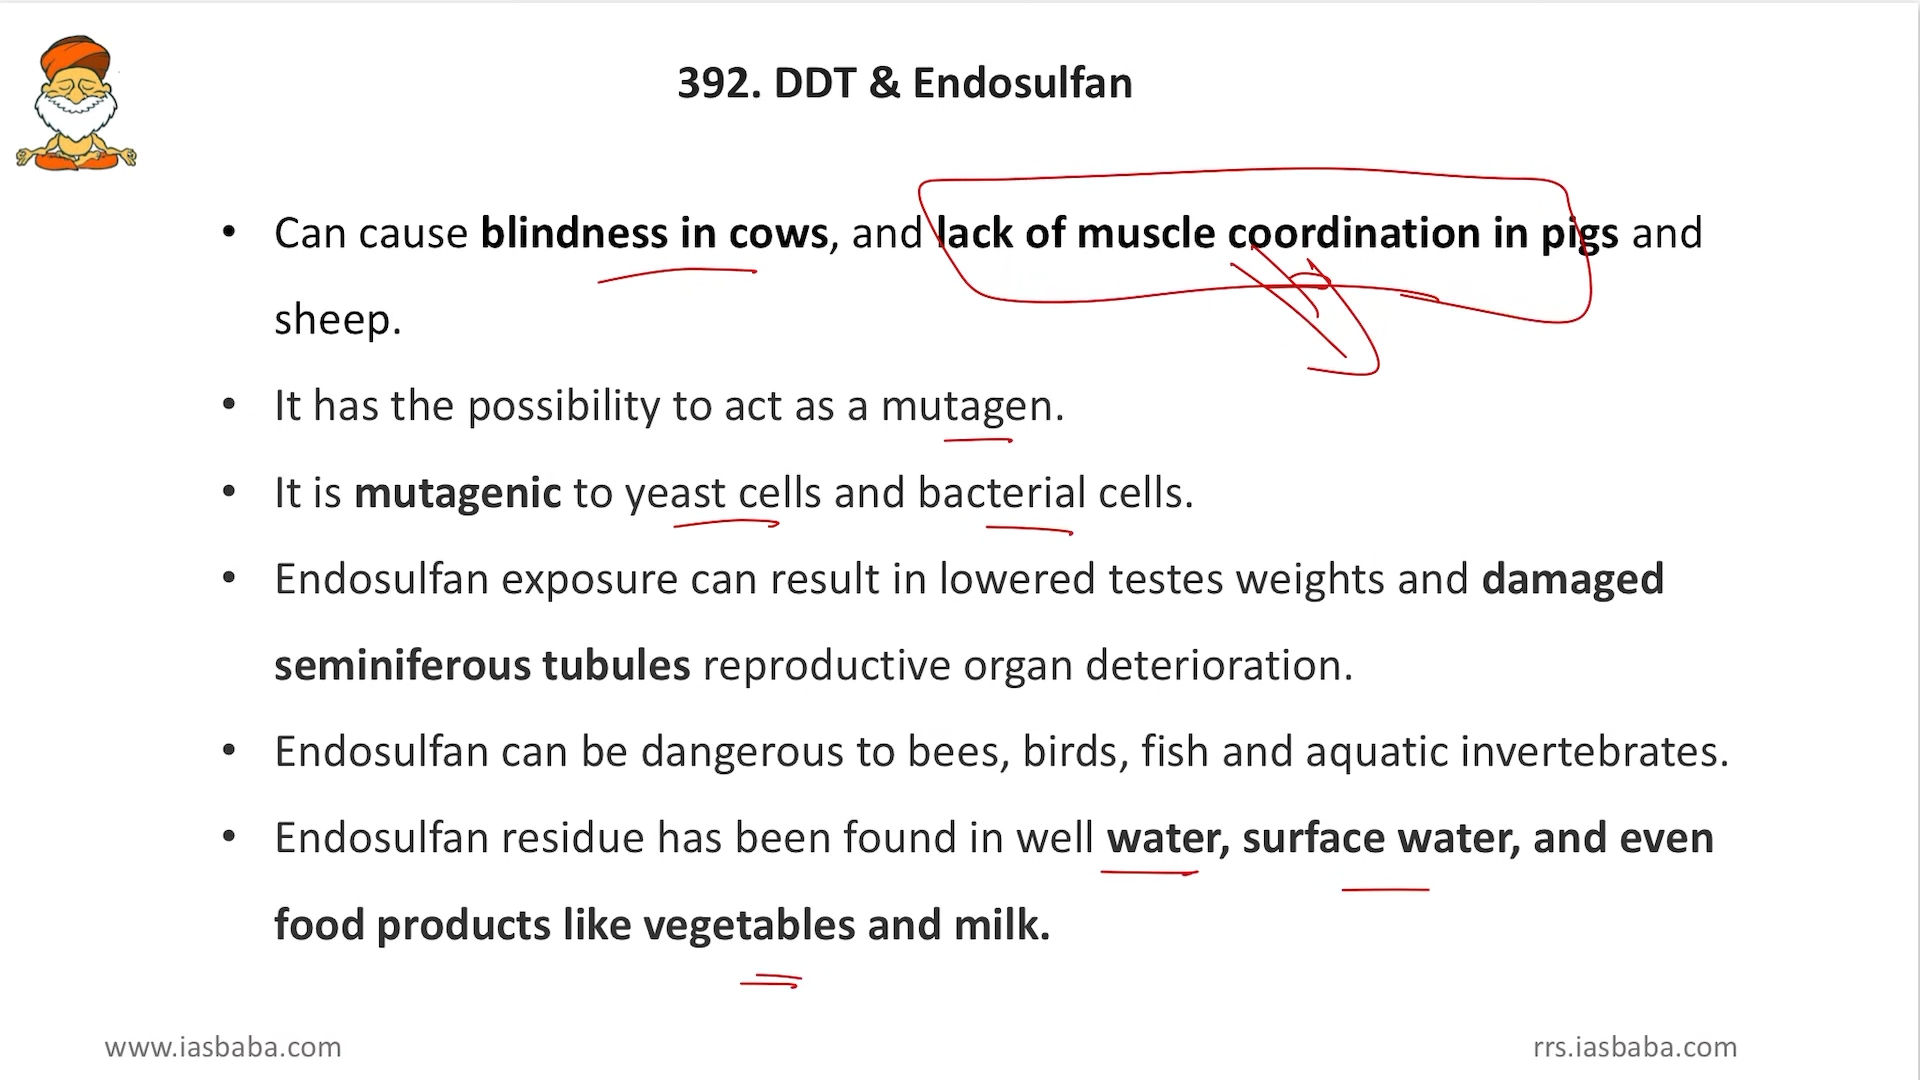 392. DDT & Endosulfan
• Can cause blindness in cows, and lack of muscle coordination in pigs and
sheep.
• It has the possibility to act as a mutagen.
• It is mutagenic to yeast cells and bacterial cells.
• Endosulfan exposure can result in lowered testes weights and damaged
seminiferous tubules reproductive organ deterioration.
• Endosulfan can be dangerous to bees, birds, fish and aquatic invertebrates.
• Endosulfan residue has been found in well water, surface water, and even
food products like vegetables and milk.
www.iasbaba.com
rrs.iasbaba.com